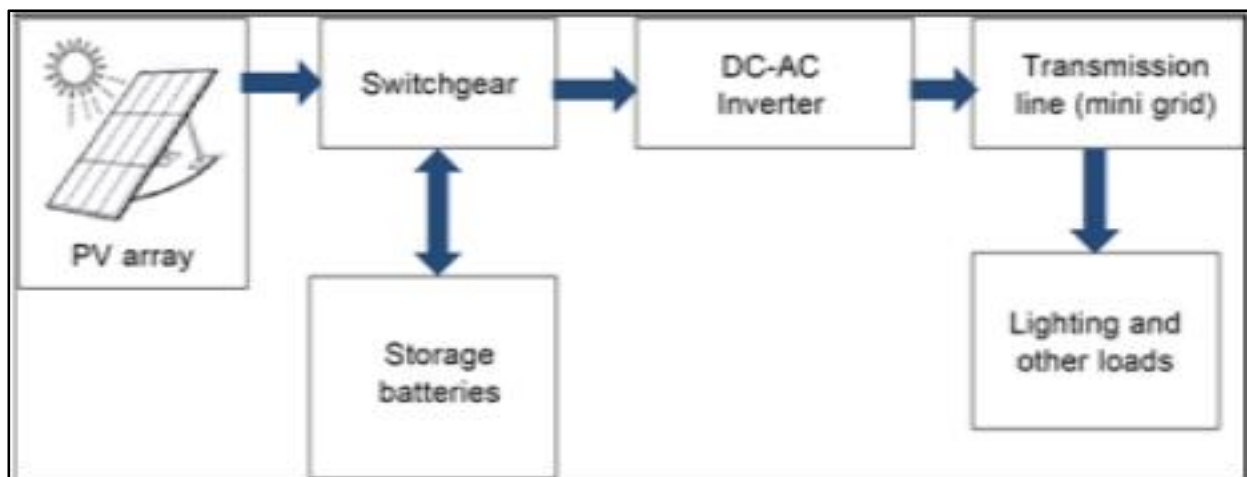 PV array
Switchgear
DC-AC
Inverter
Transmission
line (mini grid)
Storage
batteries
Lighting and
other loads